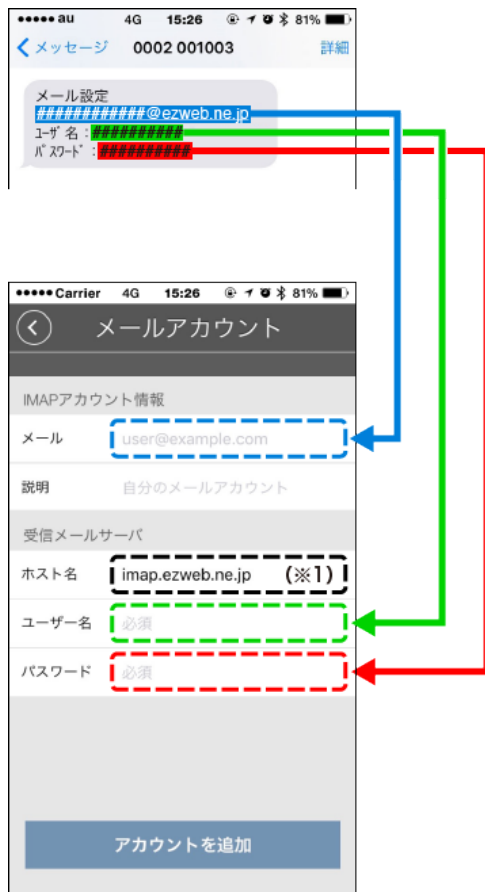 au 4G 15:26 81%
メッセージ 0002 001003 詳細
メール設定
############@ezweb.ne.jp
ﾕｰｻﾞ名：##########
ﾊﾟｽﾜｰﾄﾞ：##########
Carrier 4G 15:26 81%
メールアカウント
IMAPアカウント情報
メール user@example.com
説明 自分のメールアカウント
受信メールサーバ
ホスト名 imap.ezweb.ne.jp (※1)
ユーザー名 必須
パスワード 必須
アカウントを追加